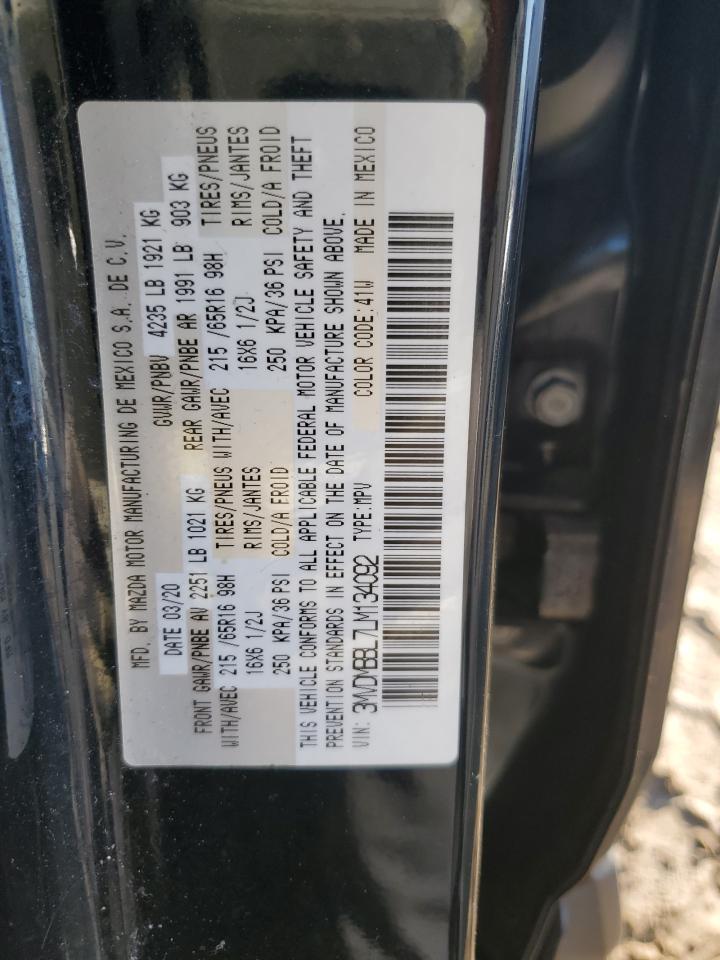 MFD. BY MAZDA MOTOR MANUFACTURING DE MEXICO S.A. DE C.V.
DATE 03/20 GVWR/PNBV 4235 LB 1921 KG
FRONT GAWR/PNBE AV 2251 LB 1021 KG REAR GAWR/PNBE AR 1991 LB 903 KG
WITH/AVEC 215 /65R16 98H TIRES/PNEUS WITH/AVEC 215 /65R16 98H TIRES/PNEUS
16X6 1/2J RIMS/JANTES 16X6 1/2J RIMS/JANTES
250 KPA/36 PSI COLD/A FROID 250 KPA/36 PSI COLD/A FROID
THIS VEHICLE CONFORMS TO ALL APPLICABLE FEDERAL MOTOR VEHICLE SAFETY AND THEFT
PREVENTION STANDARDS IN EFFECT ON THE DATE OF MANUFACTURE SHOWN ABOVE.
VIN: 3MVDMBBL7LM134092 TYPE:MPV COLOR CODE:41W MADE IN MEXICO